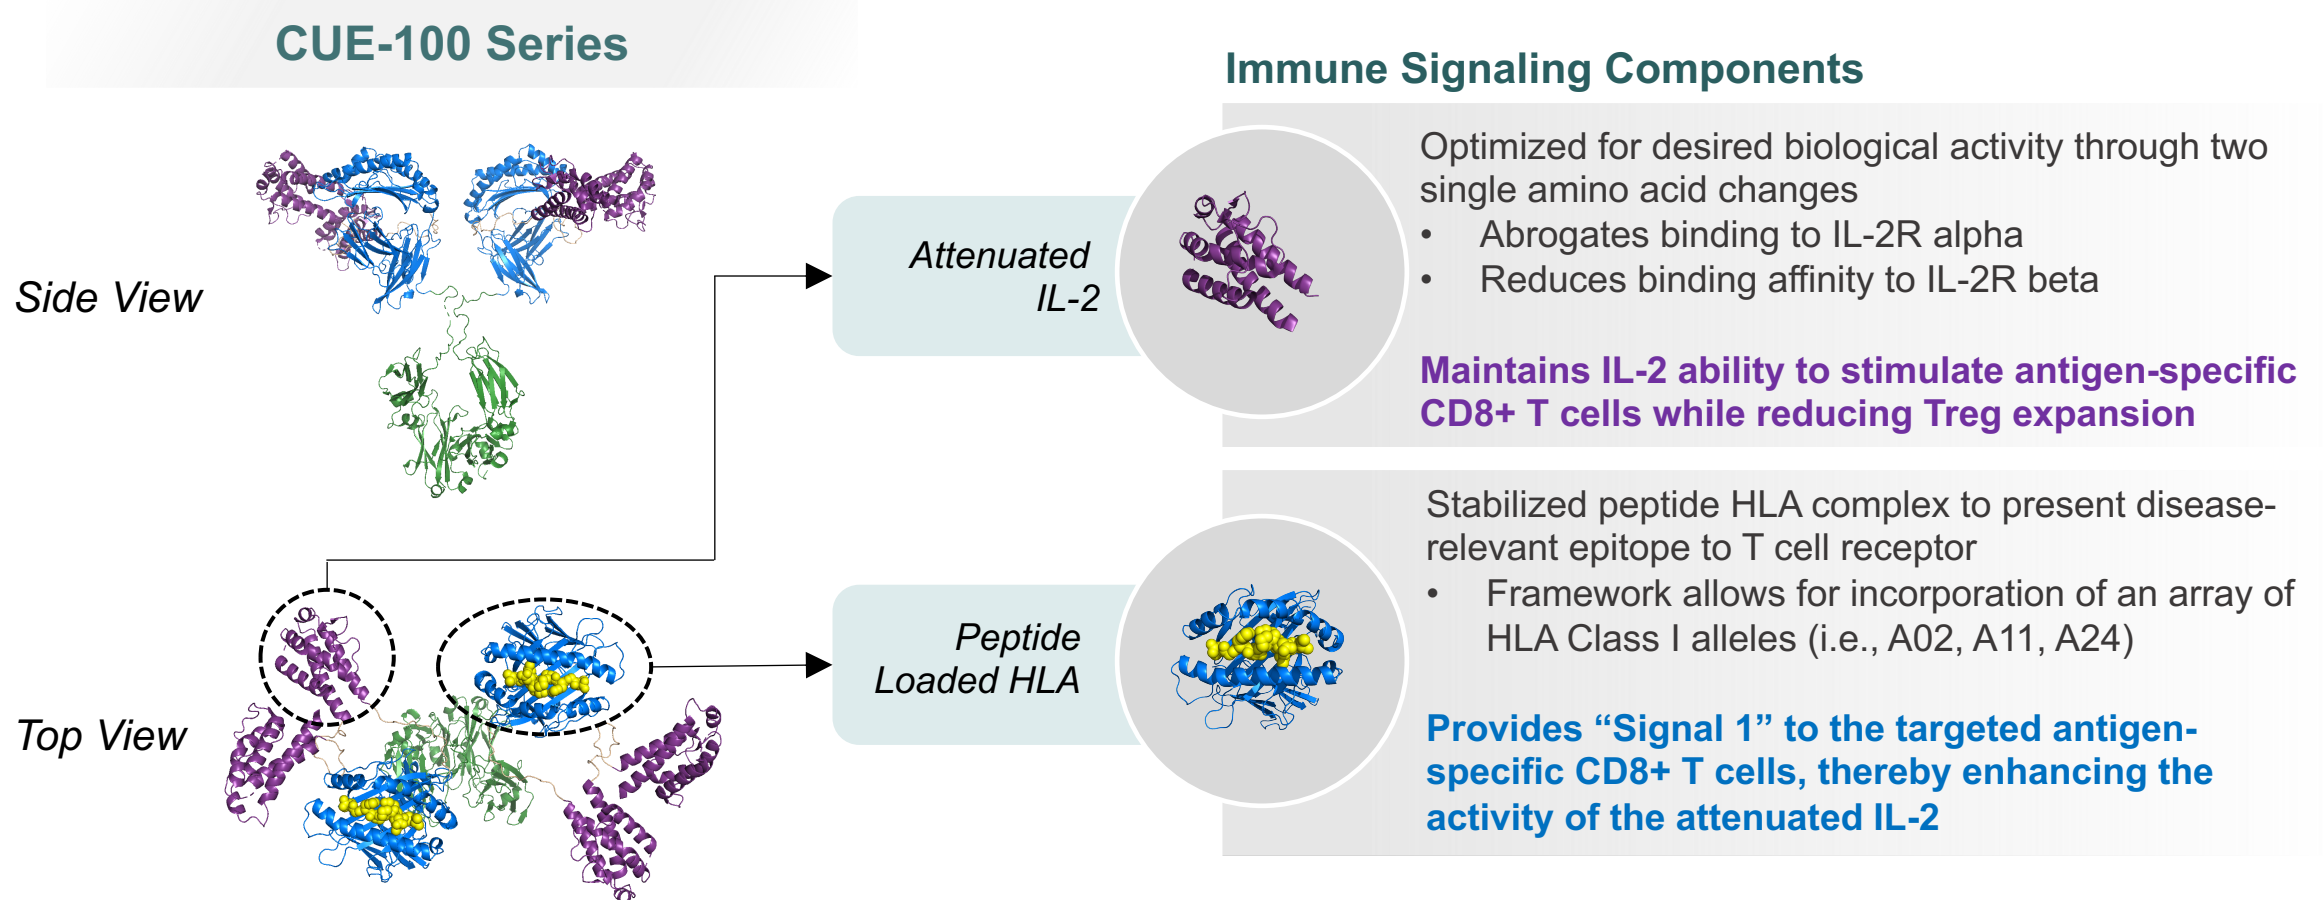 CUE-100 Series
Side View
Top View
Attenuated
IL-2
Peptide
Loaded HLA
Immune Signaling Components
Optimized for desired biological activity through two
single amino acid changes
• Abrogates binding to IL-2R alpha
• Reduces binding affinity to IL-2R beta
Maintains IL-2 ability to stimulate antigen-specific
CD8+ T cells while reducing Treg expansion
Stabilized peptide HLA complex to present disease-
relevant epitope to T cell receptor
• Framework allows for incorporation of an array of
HLA Class I alleles (i.e., A02, A11, A24)
Provides “Signal 1” to the targeted antigen-
specific CD8+ T cells, thereby enhancing the
activity of the attenuated IL-2